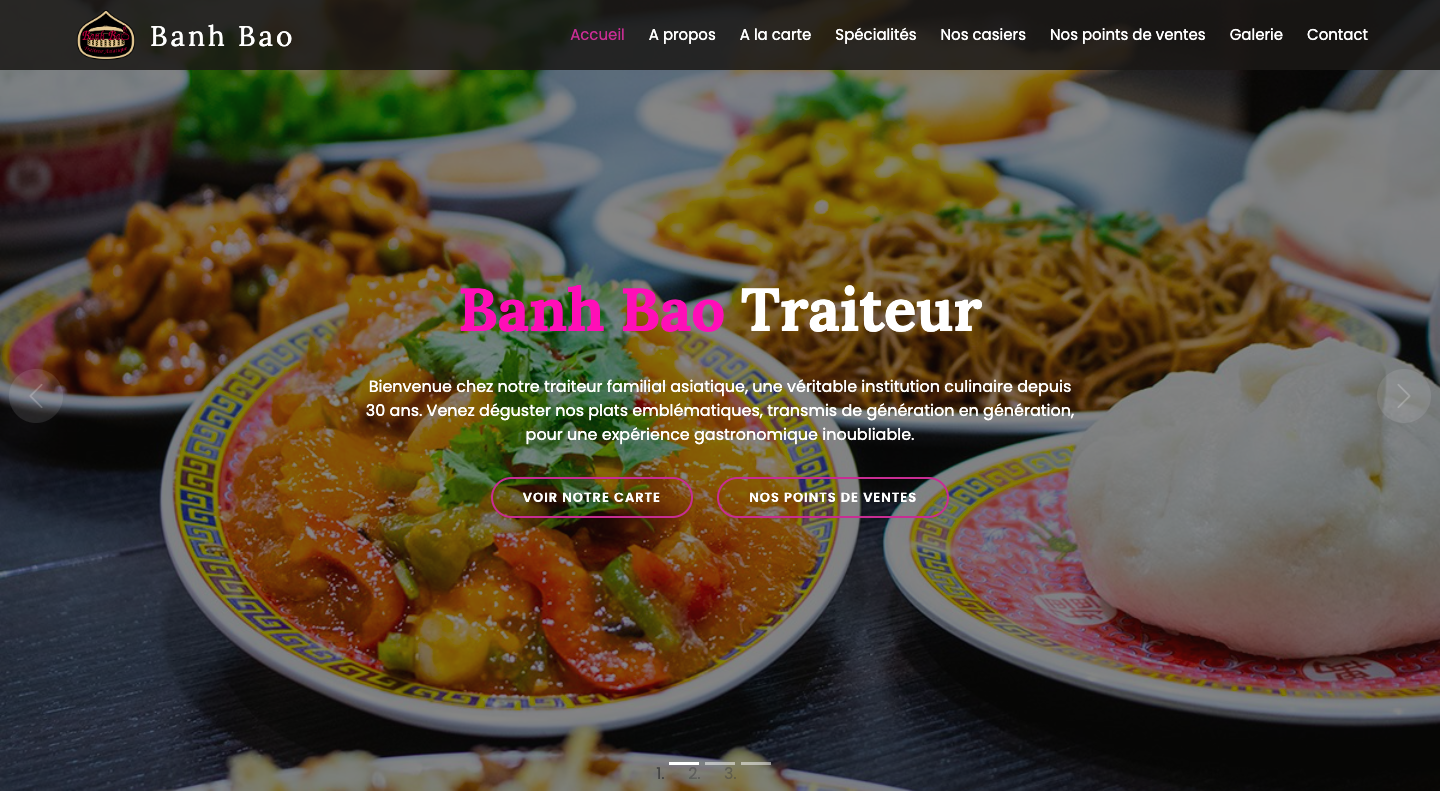 Banh Bao
Accueil
A propos
A la carte
Spécialités
Nos casiers
Nos points de ventes
Galerie
Contact
Banh Bao Traiteur
Bienvenue chez notre traiteur familial asiatique, une véritable institution culinaire depuis
30 ans. Venez déguster nos plats emblématiques, transmis de génération en génération,
pour une expérience gastronomique inoubliable.
VOIR NOTRE CARTE
NOS POINTS DE VENTES
1. 2. 3.